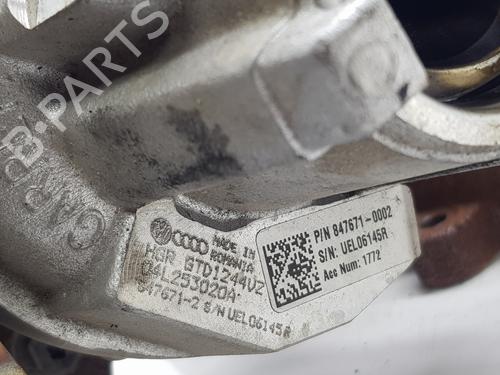 B-PARTS
MADE IN
ROMANIA
HGR GTD1244VZ
04L253020A
847671-2 S/N UEL06145R
P/N 847671-0002
S/N: UEL06145R
Acc Num: 1772